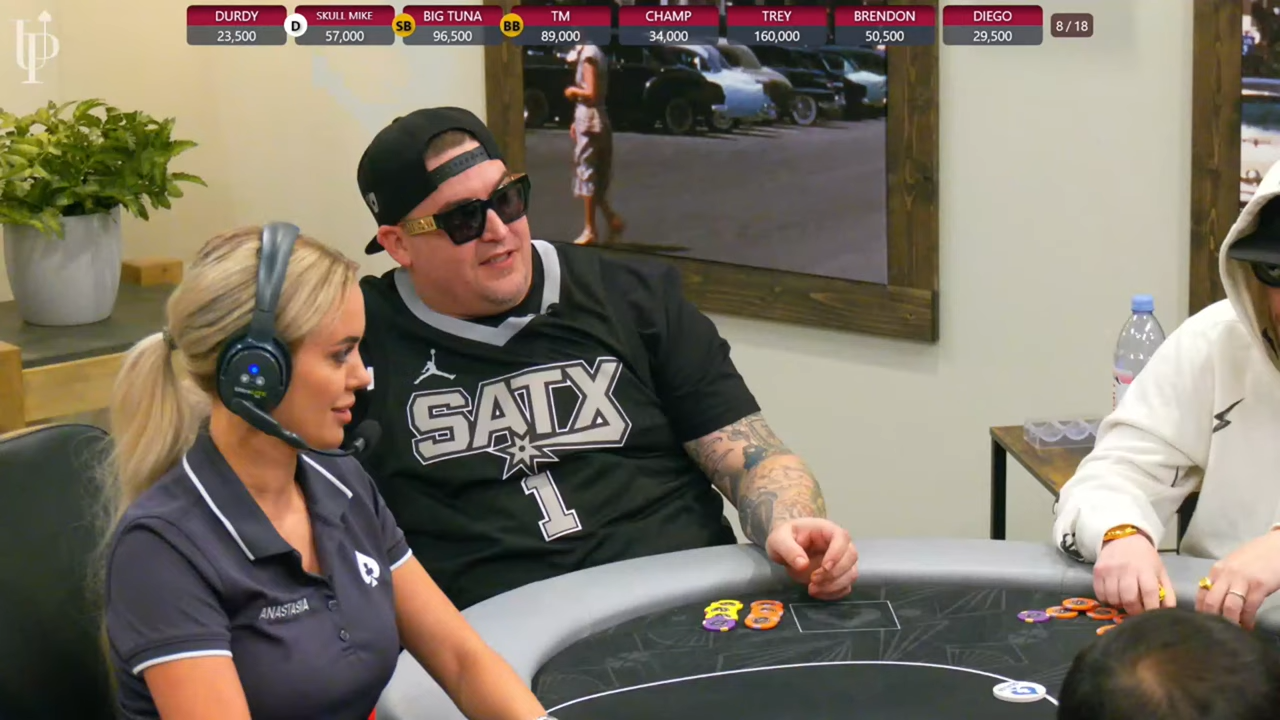 DURDY
23,500
D
SKULL MIKE
57,000
SB
BIG TUNA
96,500
BB
TM
89,000
CHAMP
34,000
TREY
160,000
BRENDON
50,500
DIEGO
29,500
8 / 18
SATX
1
ANASTASIA